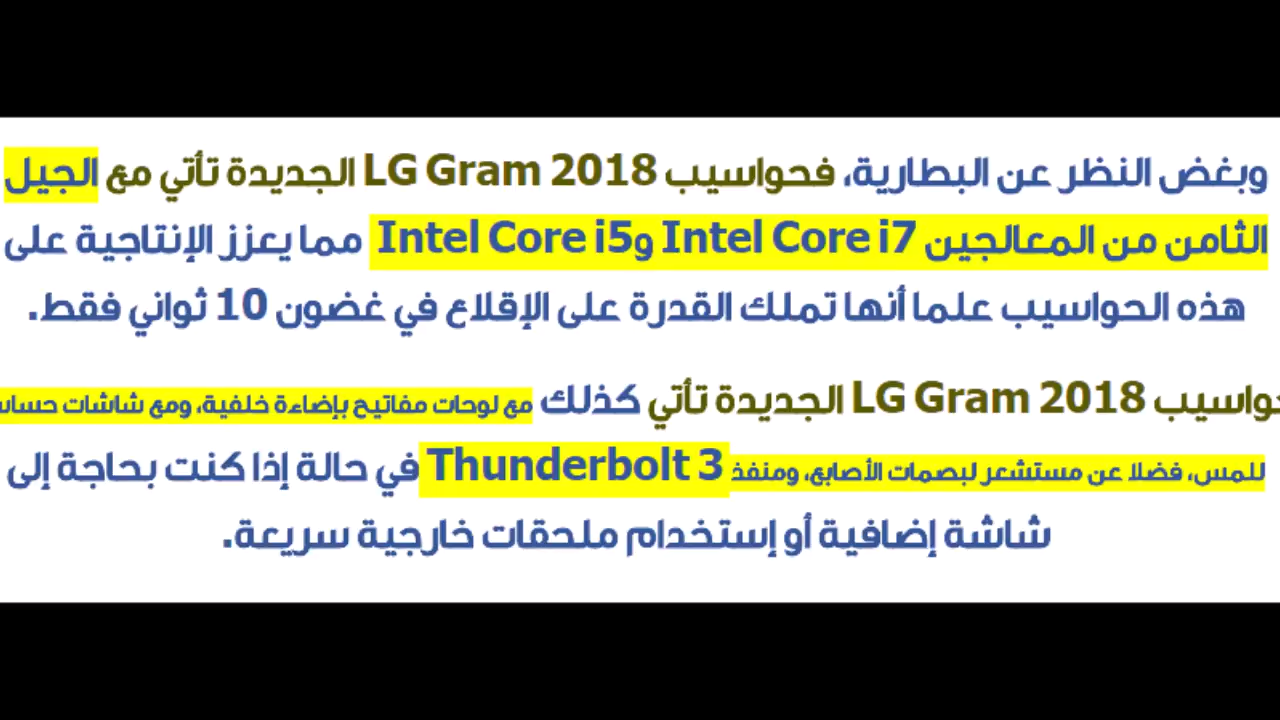 وبغض النظر عن البطارية، فحواسيب LG Gram 2018 الجديدة تأتي مع الجيل
الثامن من المعالجين Intel Core i7 وIntel Core i5 مما يعزز الإنتاجية على
هذه الحواسيب علما أنها تملك القدرة على الإقلاع في غضون 10 ثواني فقط.
LG Gram 2018 الجديدة تأتي كذلك مع لوحات مفاتيح بإضاءة خلفية، ومع شاشات
للمس، فضلا عن مستشعر لبصمات الأصابع، ومنفذ Thunderbolt 3 في حالة إذا كنت بحاجة إلى
شاشة إضافية أو إستخدام ملحقات خارجية سريعة.